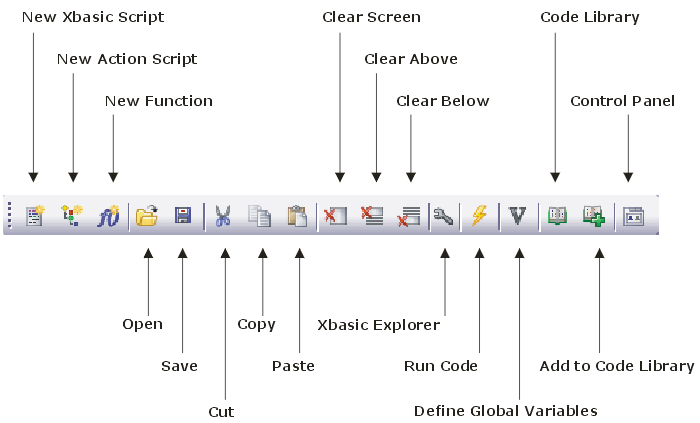 New Xbasic Script
Clear Screen
Code Library
New Action Script
Clear Above
New Function
Clear Below
Control Panel
Open
Copy
Xbasic Explorer
Save
Paste
Run Code
Add to Code Library
Cut
Define Global Variables